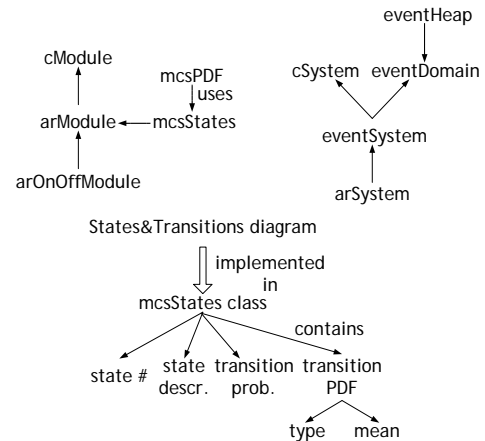 eventHeap
cModule
mcsPDF
uses
cSystem eventDomain
arModule
mcsStates
eventSystem
arOnOffModule
arSystem
States&Transitions diagram
implemented
in
mcsStates class
contains
state #
state
descr.
transition
prob.
transition
PDF
type
mean